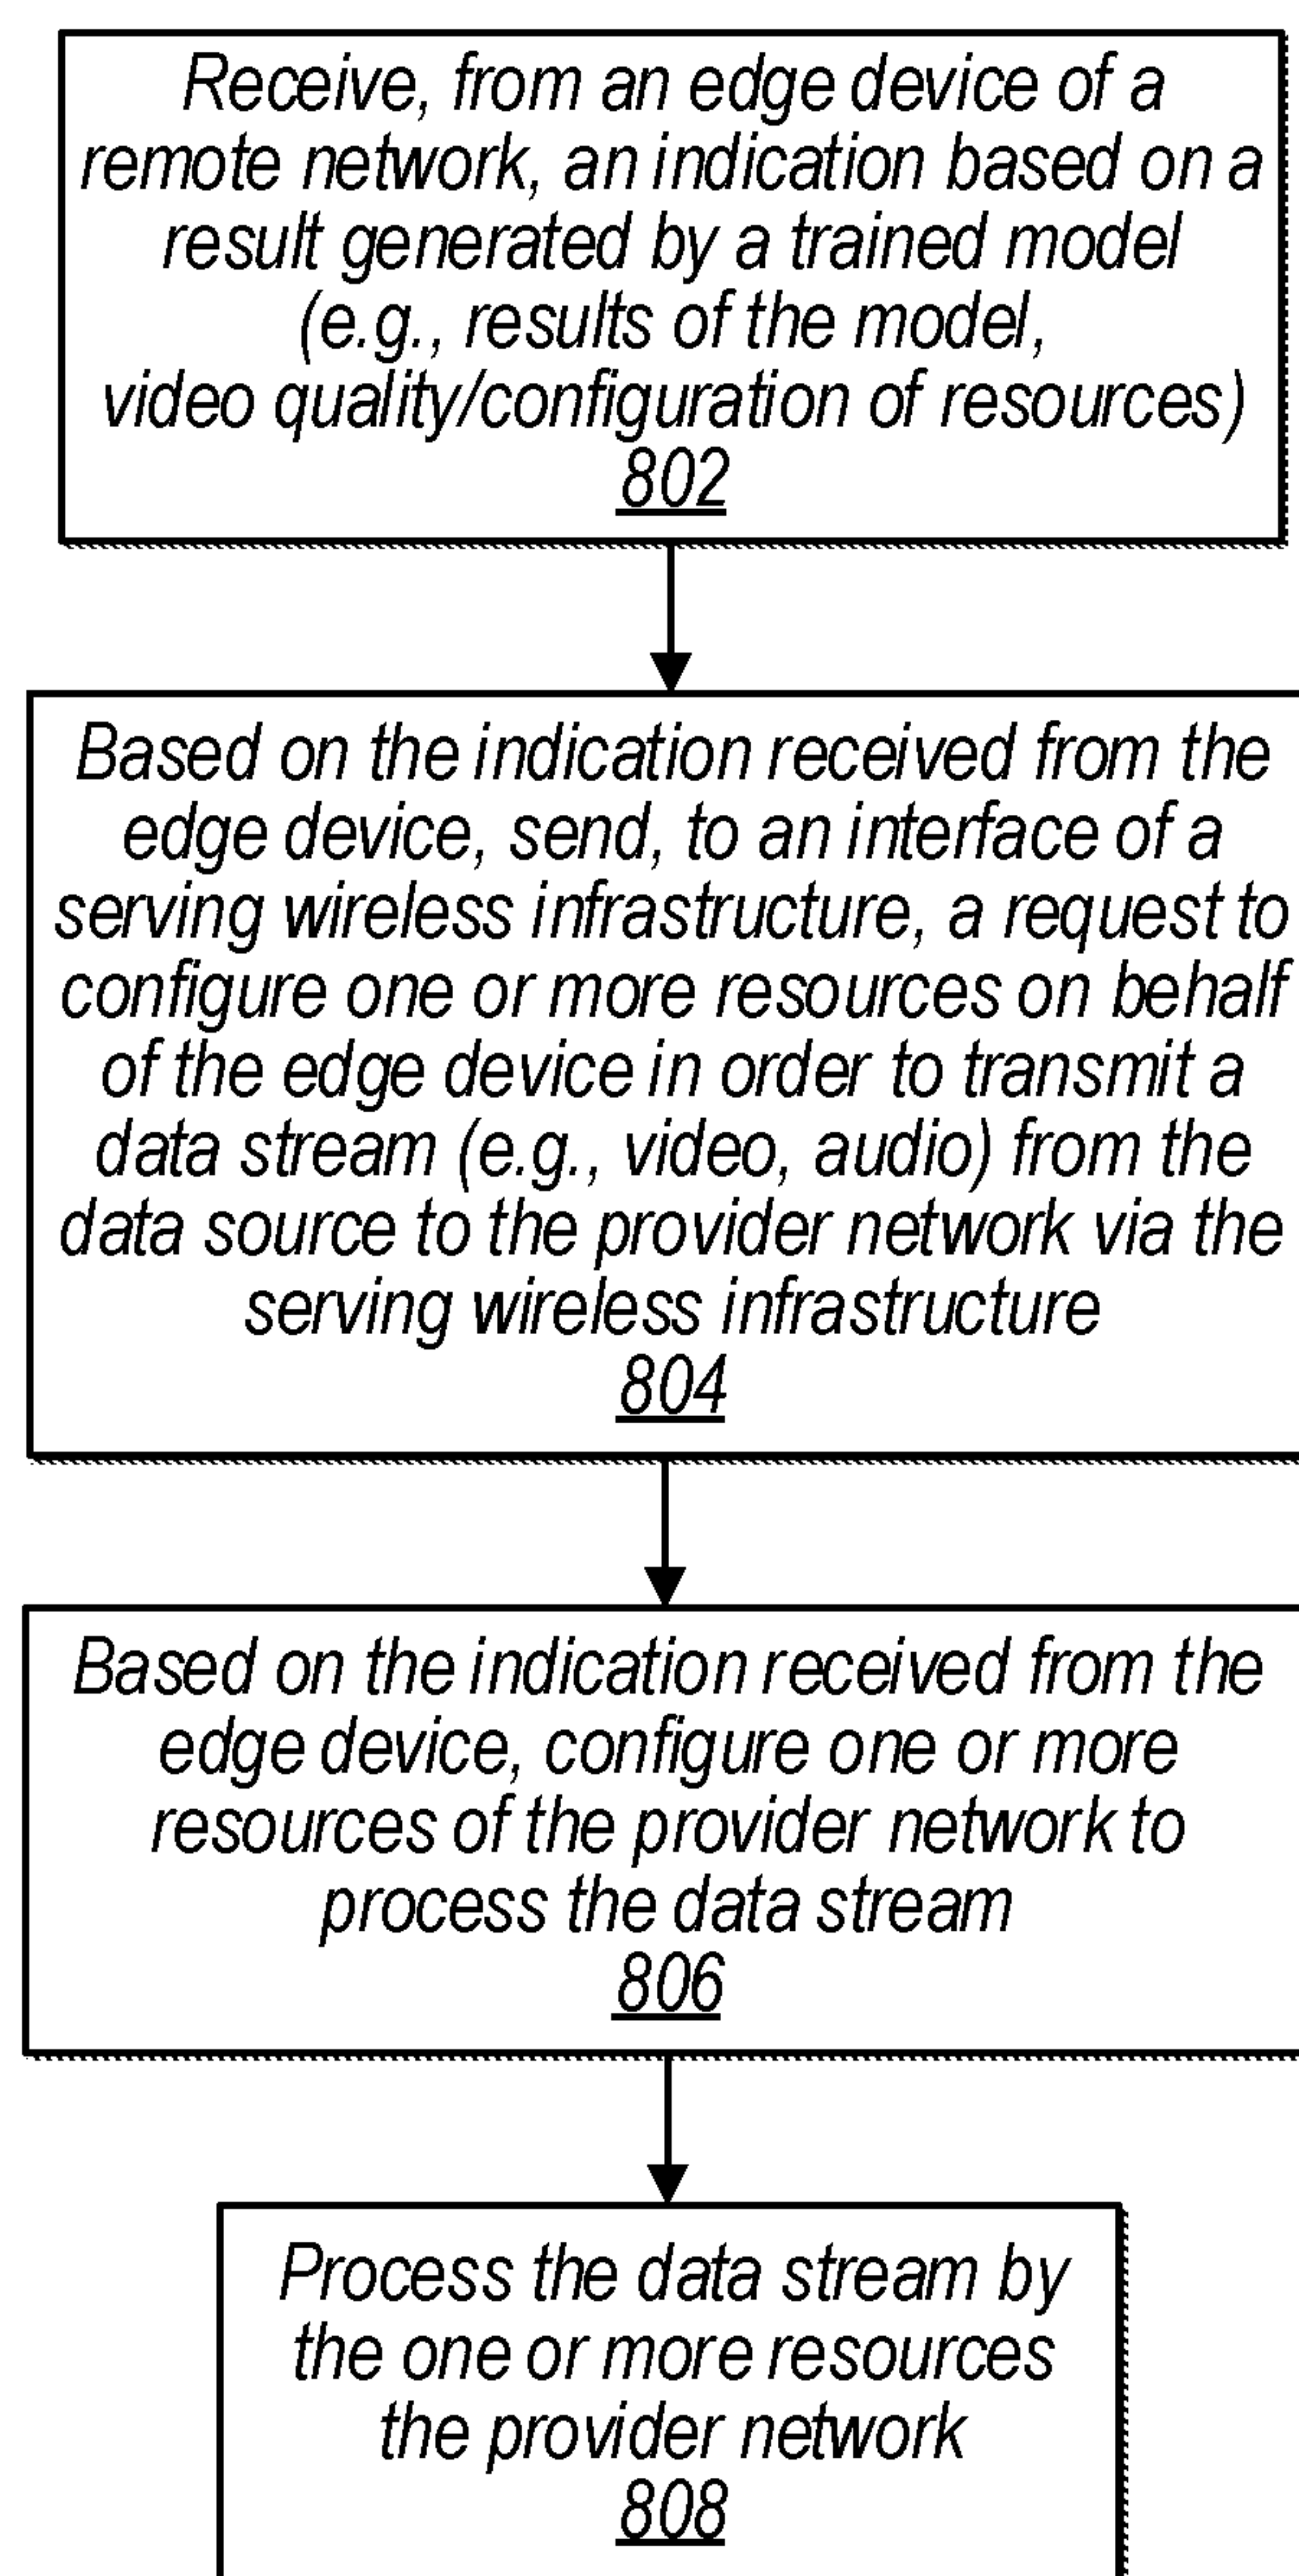 Receive, from an edge device of a
remote network, an indication based on a
result generated by a trained model
(e.g., results of the model,
video quality/configuration of resources)
802
Based on the indication received from the
edge device, send, to an interface of a
serving wireless infrastructure, a request to
configure one or more resources on behalf
of the edge device in order to transmit a
data stream (e.g., video, audio) from the
data source to the provider network via the
serving wireless infrastructure
804
Based on the indication received from the
edge device, configure one or more
resources of the provider network to
process the data stream
806
Process the data stream by
the one or more resources
the provider network
808